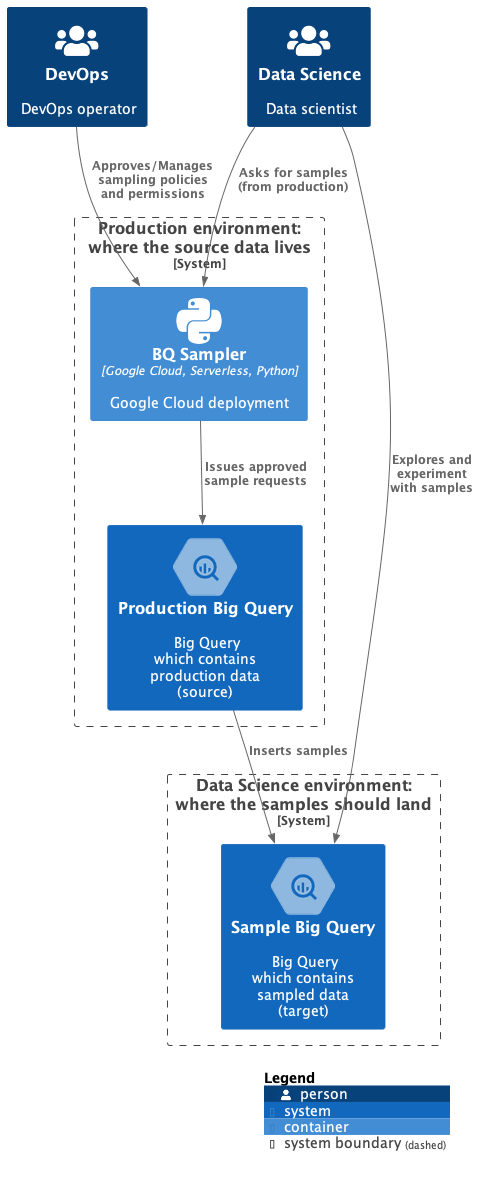 DevOps
DevOps operator
Data Science
Data scientist
Approves/Manages
sampling policies
and permissions
Asks for samples
(from production)
Production environment:
where the source data lives
[System]
BQ Sampler
[Google Cloud, Serverless, Python]
Google Cloud deployment
Issues approved
sample requests
Explores and
experiment
with samples
Production Big Query
Big Query
which contains
production data
(source)
Inserts samples
Data Science environment:
where the samples should land
[System]
Sample Big Query
Big Query
which contains
sampled data
(target)
Legend
person
system
container
system boundary (dashed)